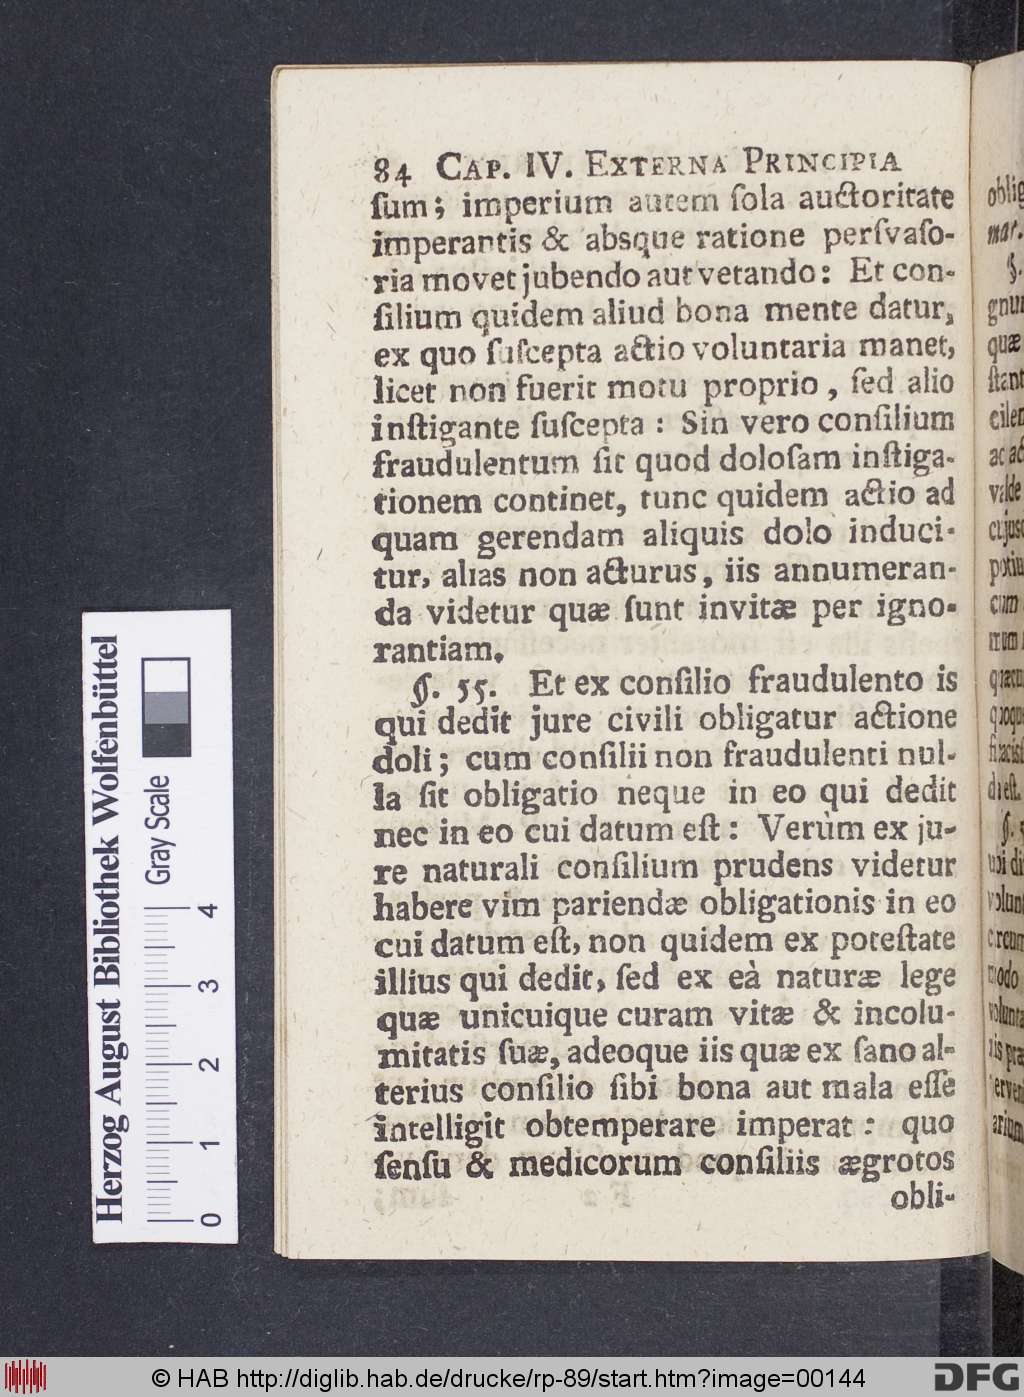 84 CAP. IV. EXTERNA PRINCIPIA
ſum; imperium autem ſola auctoritate
imperantis & absque ratione perſvaſo-
ria movet jubendo aut vetando: Et con-
ſilium quidem aliud bona mente datur,
ex quo ſuſcepta actio voluntaria manet,
licet non fuerit motu proprio, ſed alio
inſtigante ſuſcepta: Sin vero conſilium
fraudulentum ſit quod doloſam inſtiga-
tionem continet, tunc quidem actio ad
quam gerendam aliquis dolo induci-
tur, alias non acturus, iis annumeran-
da videtur quæ ſunt invitæ per igno-
rantiam.
§. 55. Et ex conſilio fraudulento is
qui dedit jure civili obligatur actione
doli; cum conſilii non fraudulenti nul-
la ſit obligatio neque in eo qui dedit
nec in eo cui datum eſt: Verùm ex ju-
re naturali conſilium prudens videtur
habere vim pariendæ obligationis in eo
cui datum eſt, non quidem ex poteſtate
illius qui dedit, ſed ex eà naturæ lege
quæ unicuique curam vitæ & incolu-
mitatis ſuæ, adeoque iis quæ ex ſano al-
terius conſilio ſibi bona aut mala eſſe
intelligit obtemperare imperat: quo
ſenſu & medicorum conſiliis ægrotos
obli-
Herzog August Bibliothek Wolfenbüttel
Gray Scale
0 1 2 3 4
© HAB http://diglib.hab.de/drucke/rp-89/start.htm?image=00144
DFG